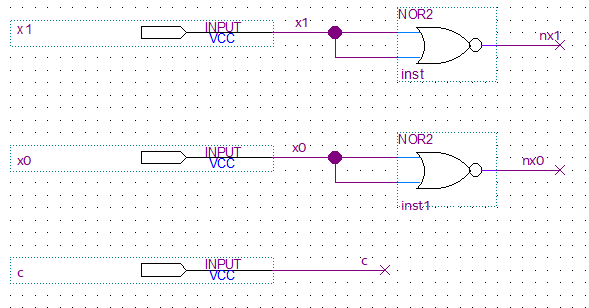 NOR2
x1 INPUT VCC x1 nx1
inst
NOR2
x0 INPUT VCC x0 nx0
inst1
c INPUT VCC c